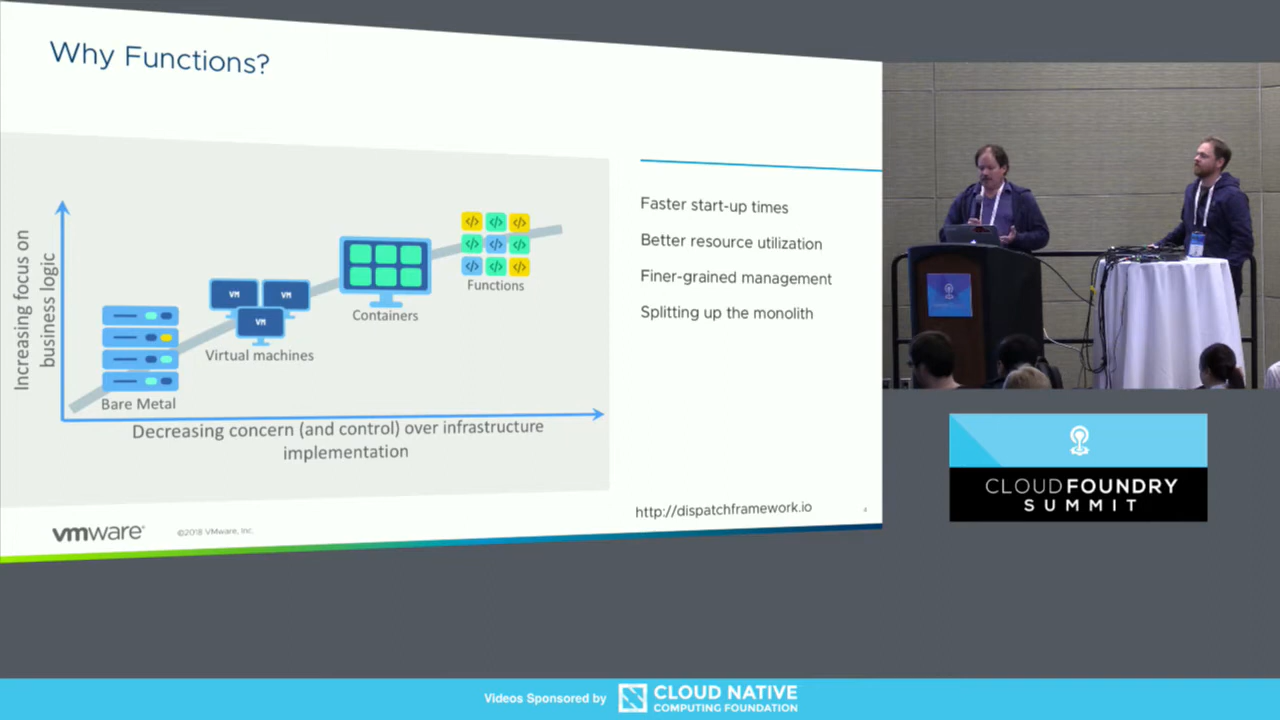 Why Functions?
Increasing focus on
business logic
Bare Metal
VM
VM
VM
Virtual machines
Containers
</>
</>
</>
</>
</>
</>
</>
</>
</>
Functions
Decreasing concern (and control) over infrastructure
implementation
Faster start-up times
Better resource utilization
Finer-grained management
Splitting up the monolith
vmware®
©2018 VMware, Inc.
http://dispatchframework.io
CLOUD FOUNDRY
SUMMIT
Videos Sponsored by
CLOUD NATIVE
COMPUTING FOUNDATION